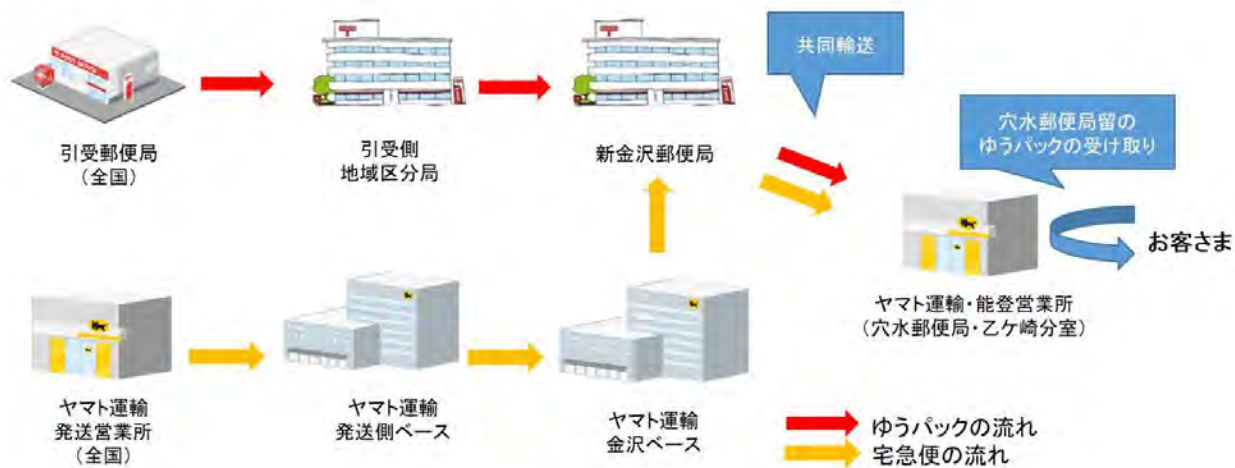 共同輸送
穴水郵便局留の
ゆうパックの受け取り
引受郵便局
（全国）
引受側
地域区分局
新金沢郵便局
お客さま
ヤマト運輸・能登営業所
（穴水郵便局・乙ケ崎分室）
ヤマト運輸
発送営業所
（全国）
ヤマト運輸
発送側ベース
ヤマト運輸
金沢ベース
ゆうパックの流れ
宅急便の流れ